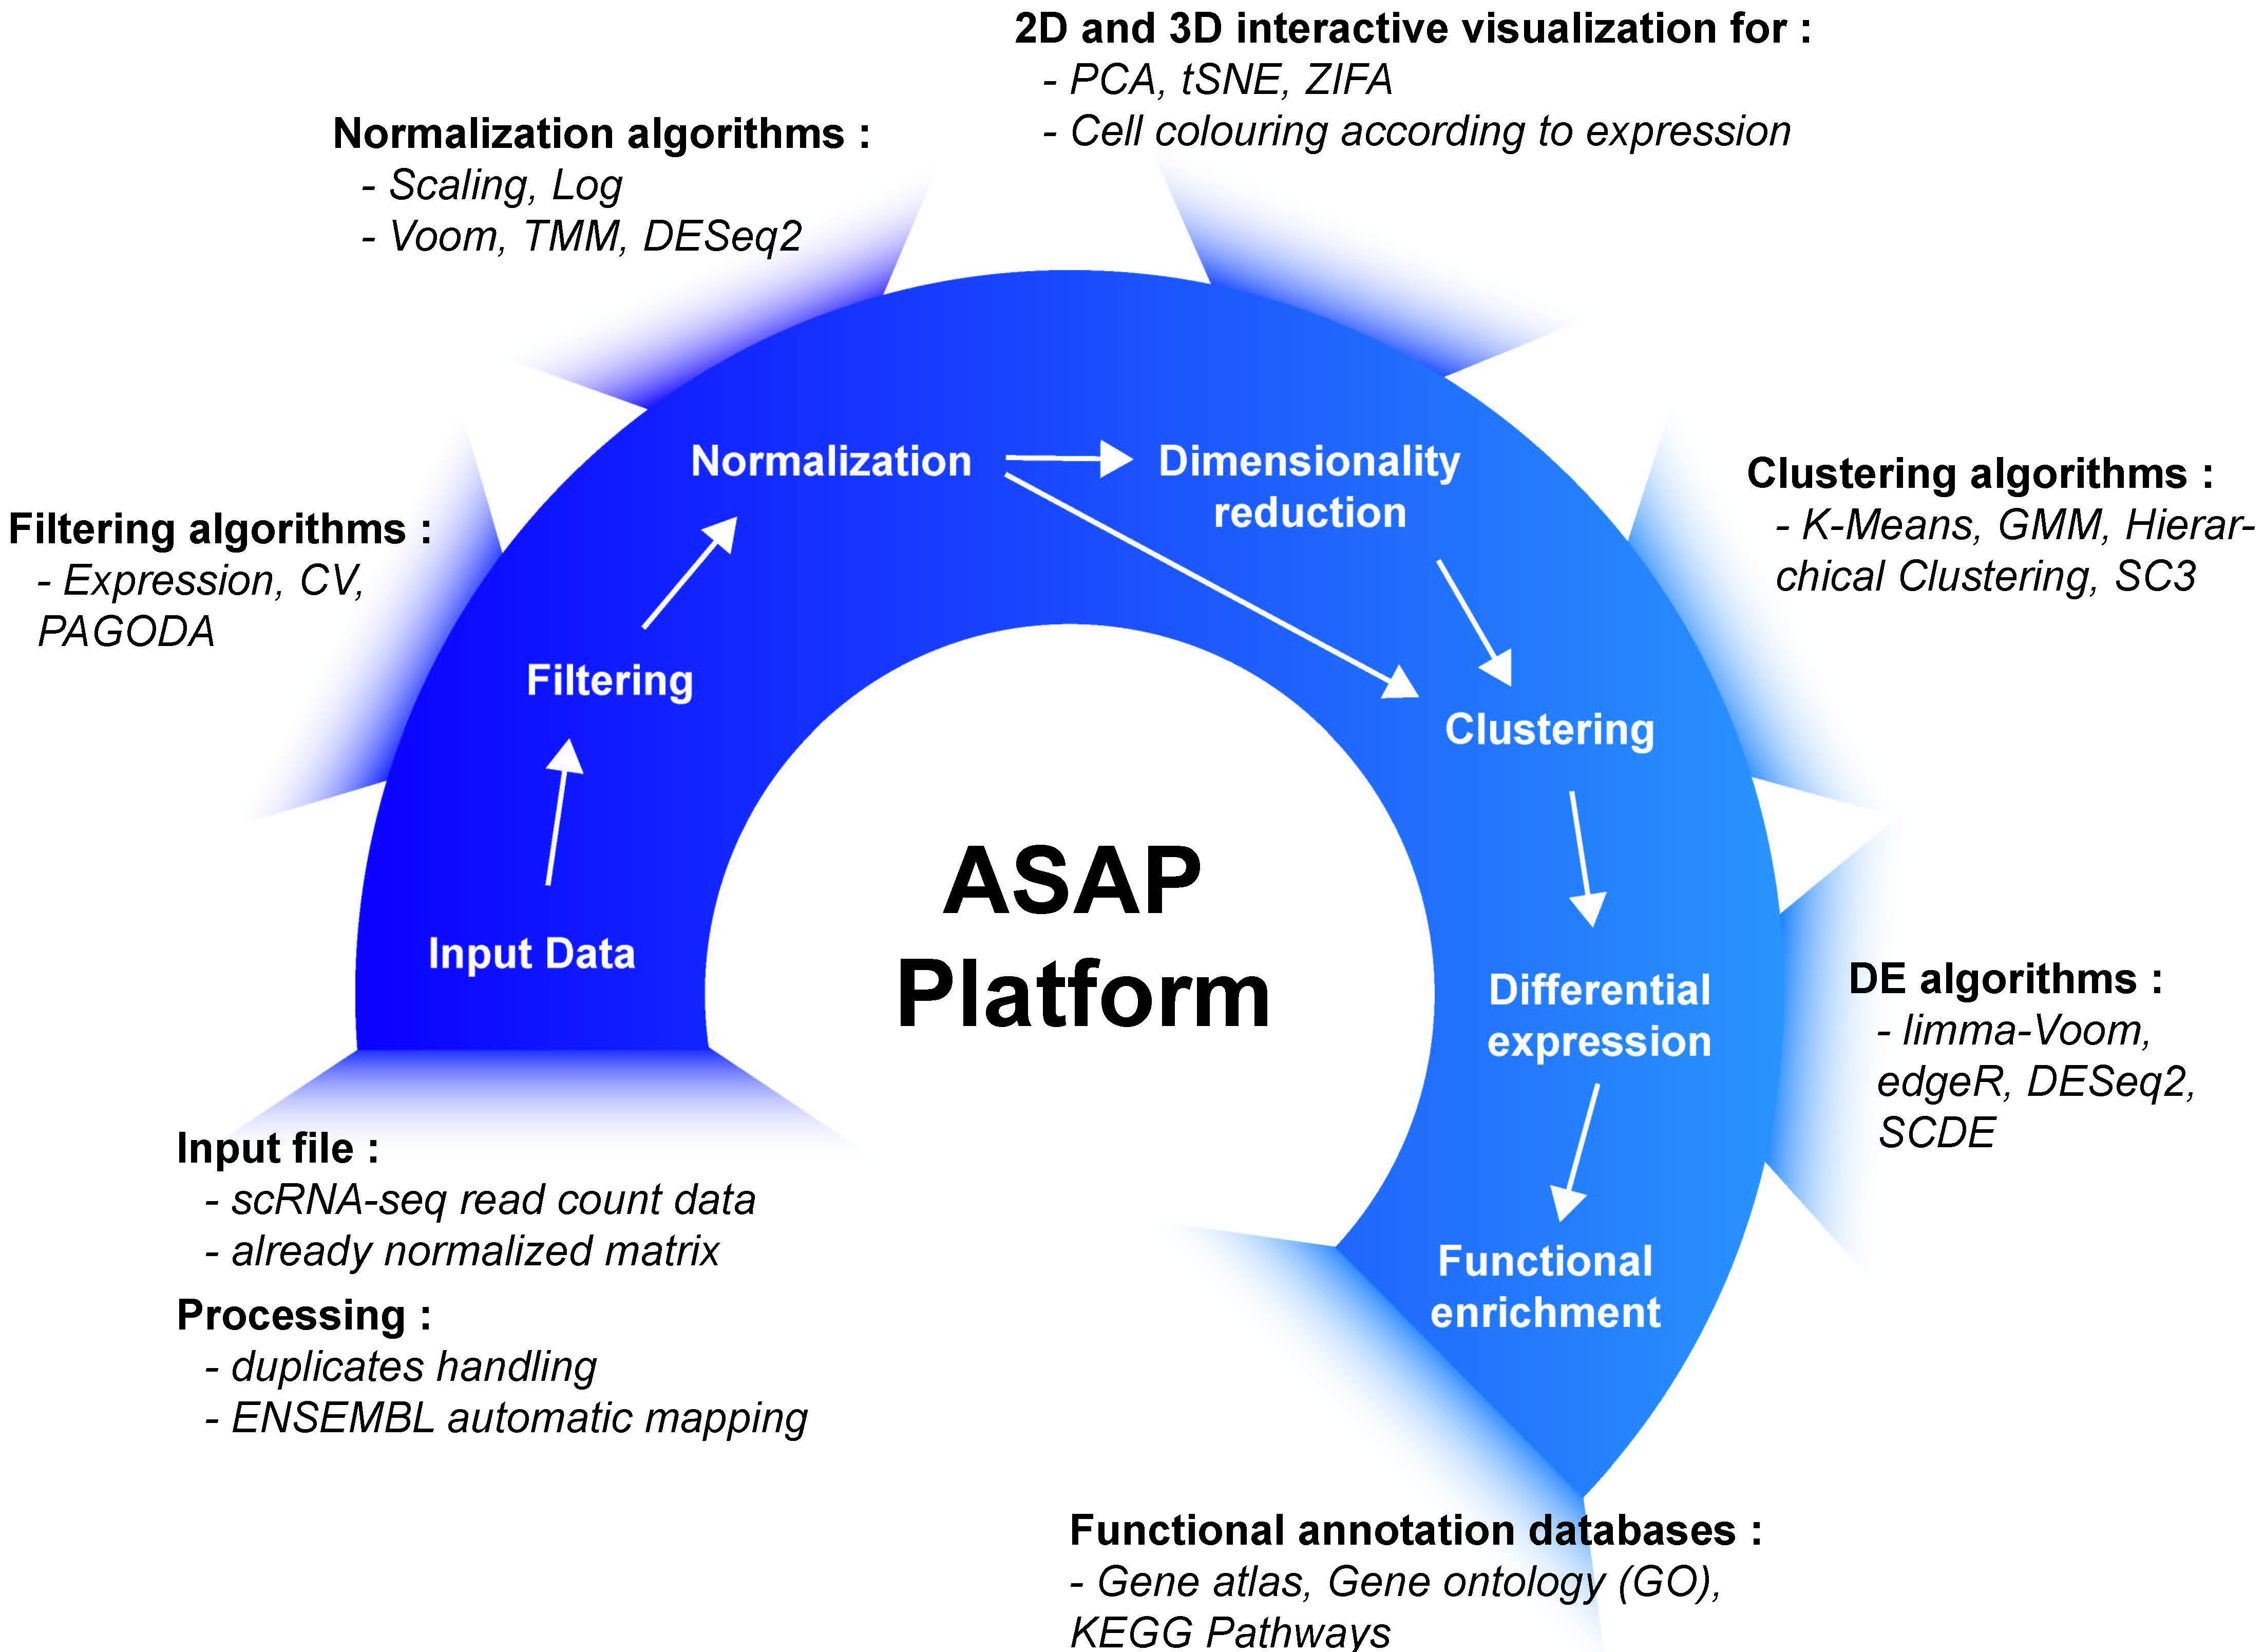 2D and 3D interactive visualization for :
- PCA, tSNE, ZIFA
- Cell colouring according to expression
Normalization algorithms :
- Scaling, Log
- Voom, TMM, DESeq2
Filtering algorithms :
- Expression, CV,
PAGODA
Clustering algorithms :
- K-Means, GMM, Hierar-
chical Clustering, SC3
Normalization
Dimensionality
reduction
Filtering
Clustering
Input Data
ASAP
Platform
Differential
expression
Functional
enrichment
DE algorithms :
- limma-Voom,
edgeR, DESeq2,
SCDE
Input file :
- scRNA-seq read count data
- already normalized matrix
Processing :
- duplicates handling
- ENSEMBL automatic mapping
Functional annotation databases :
- Gene atlas, Gene ontology (GO),
KEGG Pathways